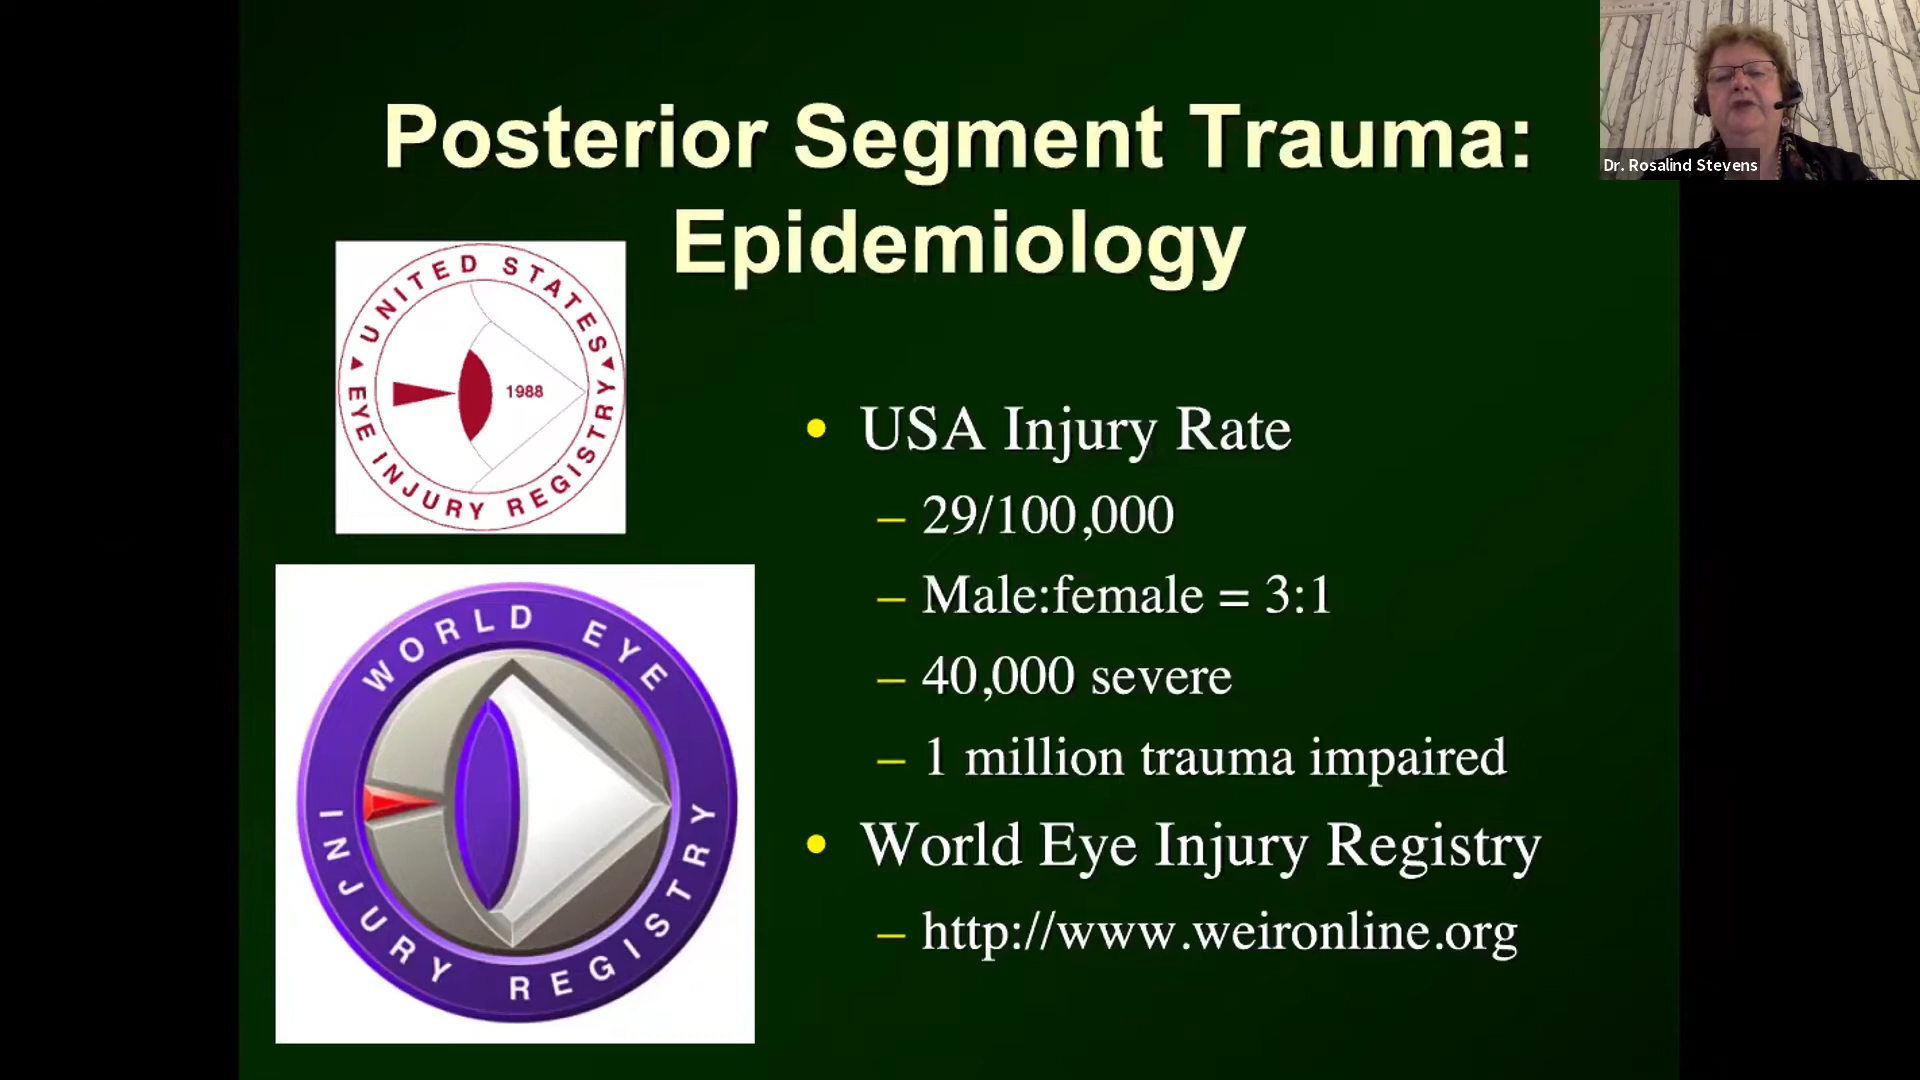 Posterior Segment Trauma:
Epidemiology
Dr. Rosalind Stevens
UNITED STATES
EYE INJURY REGISTRY
1988
WORLD EYE
INJURY REGISTRY
• USA Injury Rate
– 29/100,000
– Male:female = 3:1
– 40,000 severe
– 1 million trauma impaired
• World Eye Injury Registry
– http://www.weironline.org